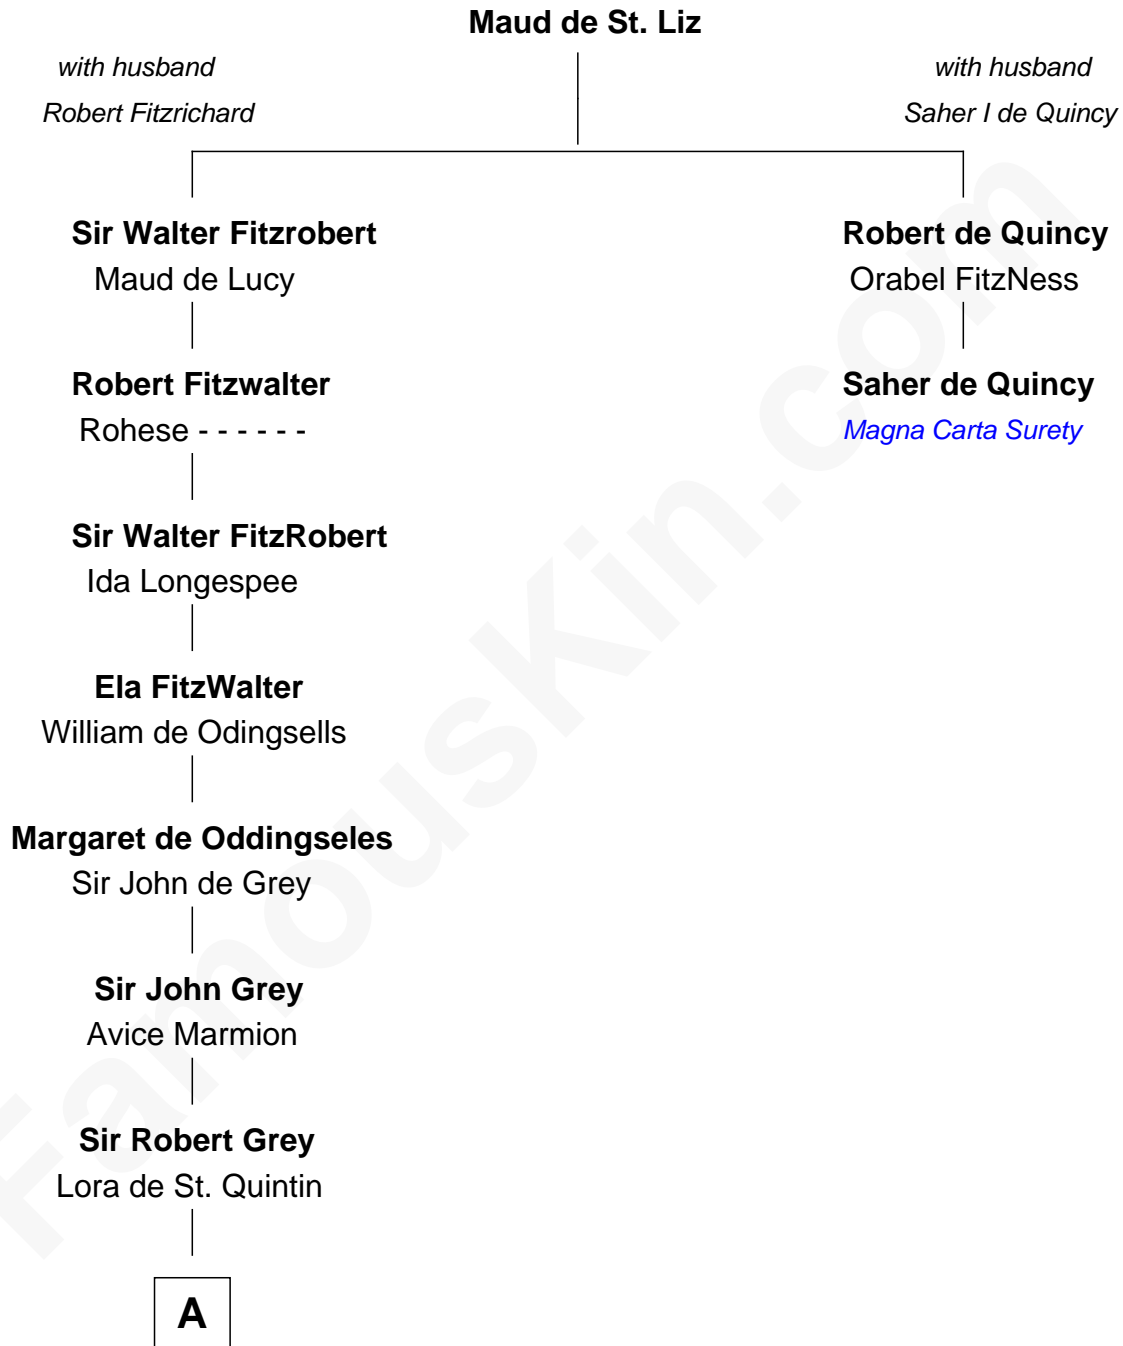 Maud de St. Liz
with husband
Robert Fitzrichard
with husband
Saher I de Quincy
Sir Walter Fitzrobert
Maud de Lucy
Robert de Quincy
Orabel FitzNess
Robert Fitzwalter
Rohese - - - - - -
Saher de Quincy
Magna Carta Surety
Sir Walter FitzRobert
Ida Longespee
Ela FitzWalter
William de Odingsells
Margaret de Oddingseles
Sir John de Grey
Sir John Grey
Avice Marmion
Sir Robert Grey
Lora de St. Quintin
A
FamousKin.com